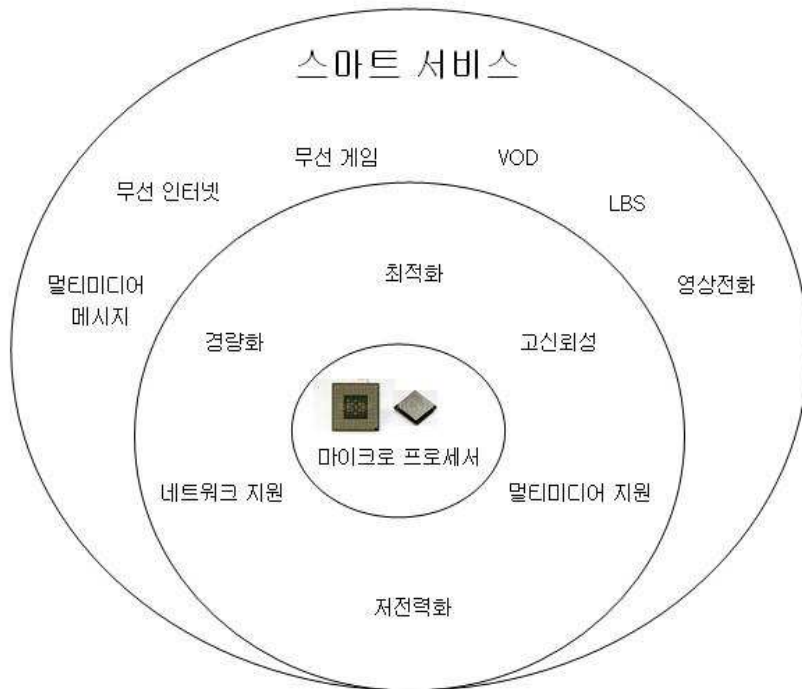 스마트 서비스
무선 게임
VOD
무선 인터넷
LBS
멀티미디어
메시지
영상전화
최적화
경량화
고신뢰성
마이크로 프로세서
네트워크 지원
멀티미디어 지원
저전력화